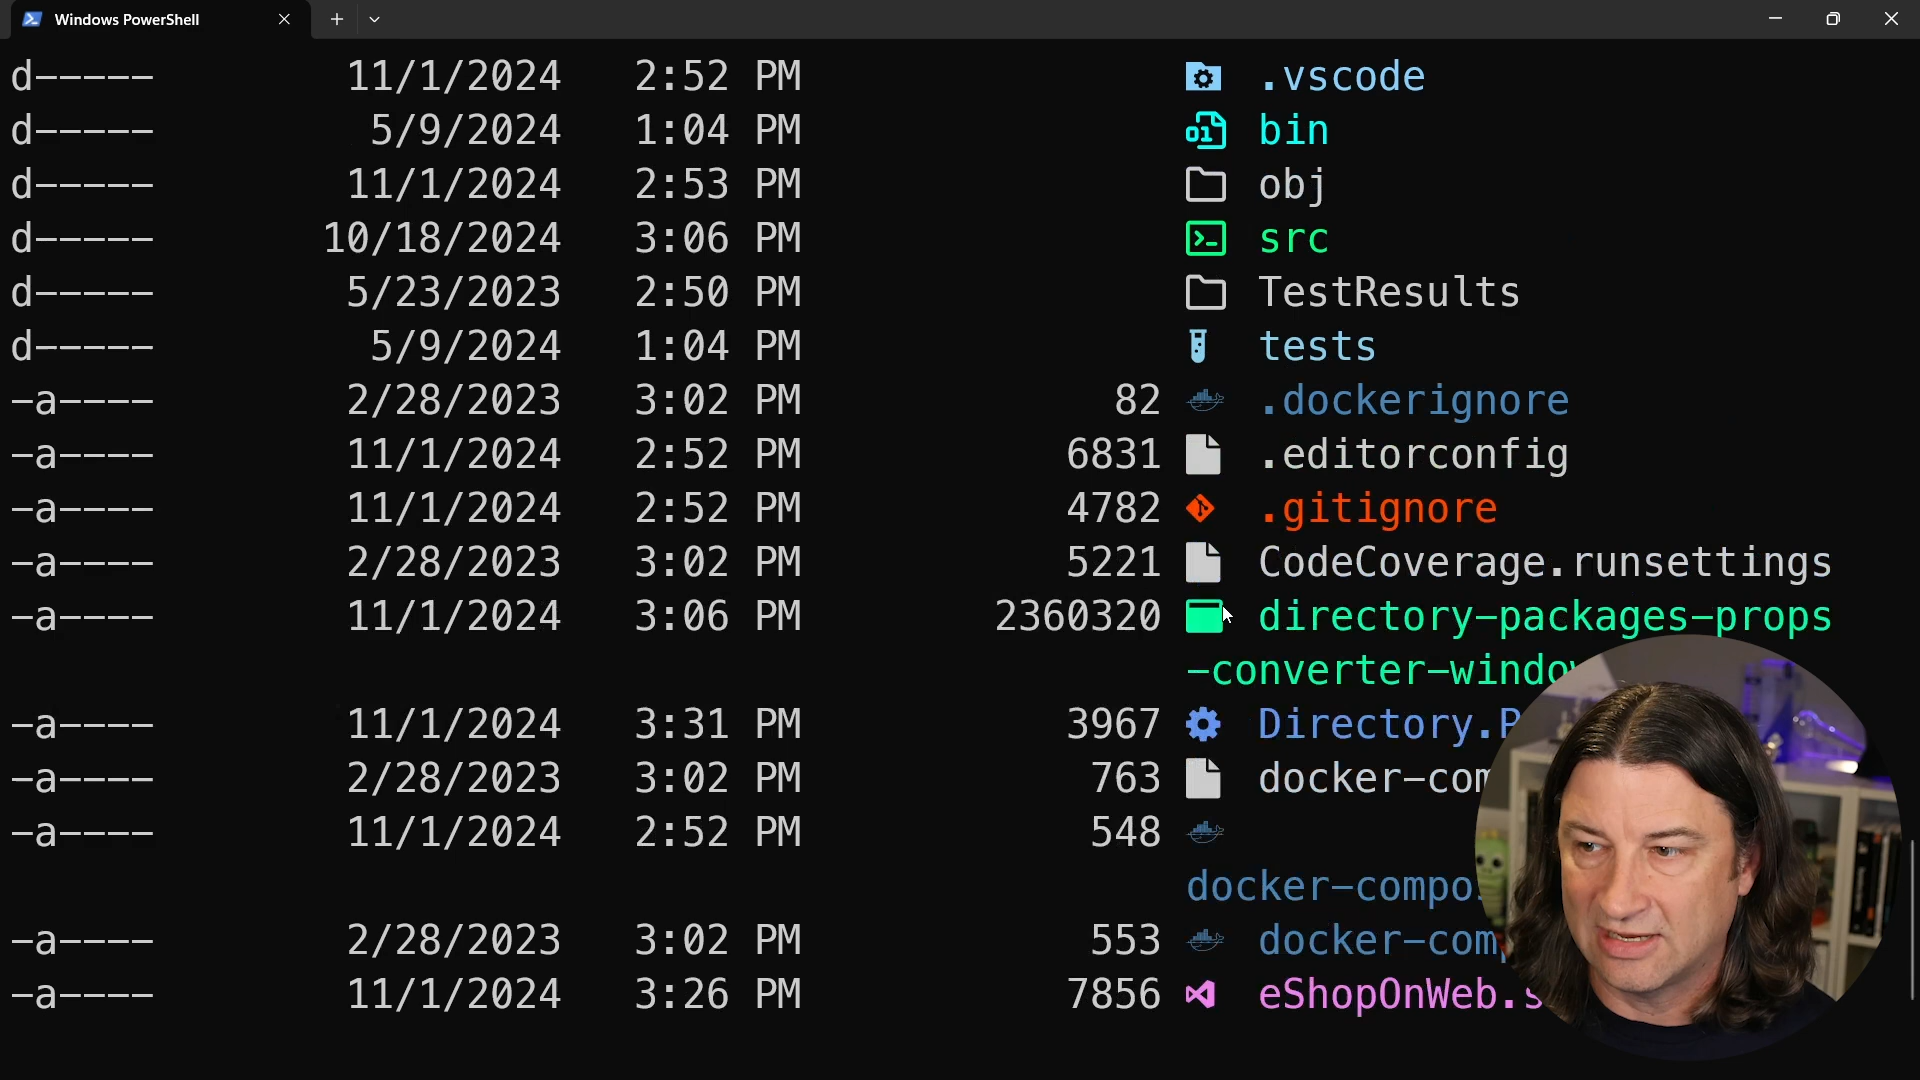 Windows PowerShell
d----- 11/1/2024 2:52 PM .vscode
d----- 5/9/2024 1:04 PM bin
d----- 11/1/2024 2:53 PM obj
d----- 10/18/2024 3:06 PM src
d----- 5/23/2023 2:50 PM TestResults
d----- 5/9/2024 1:04 PM tests
-a---- 2/28/2023 3:02 PM 82 .dockerignore
-a---- 11/1/2024 2:52 PM 6831 .editorconfig
-a---- 11/1/2024 2:52 PM 4782 .gitignore
-a---- 2/28/2023 3:02 PM 5221 CodeCoverage.runsettings
-a---- 11/1/2024 3:06 PM 2360320 directory-packages-props
-converter-windo
-a---- 11/1/2024 3:31 PM 3967 Directory.
-a---- 2/28/2023 3:02 PM 763 docker-com
-a---- 11/1/2024 2:52 PM 548
docker-compo
-a---- 2/28/2023 3:02 PM 553 docker-com
-a---- 11/1/2024 3:26 PM 7856 eShopOnWeb.s